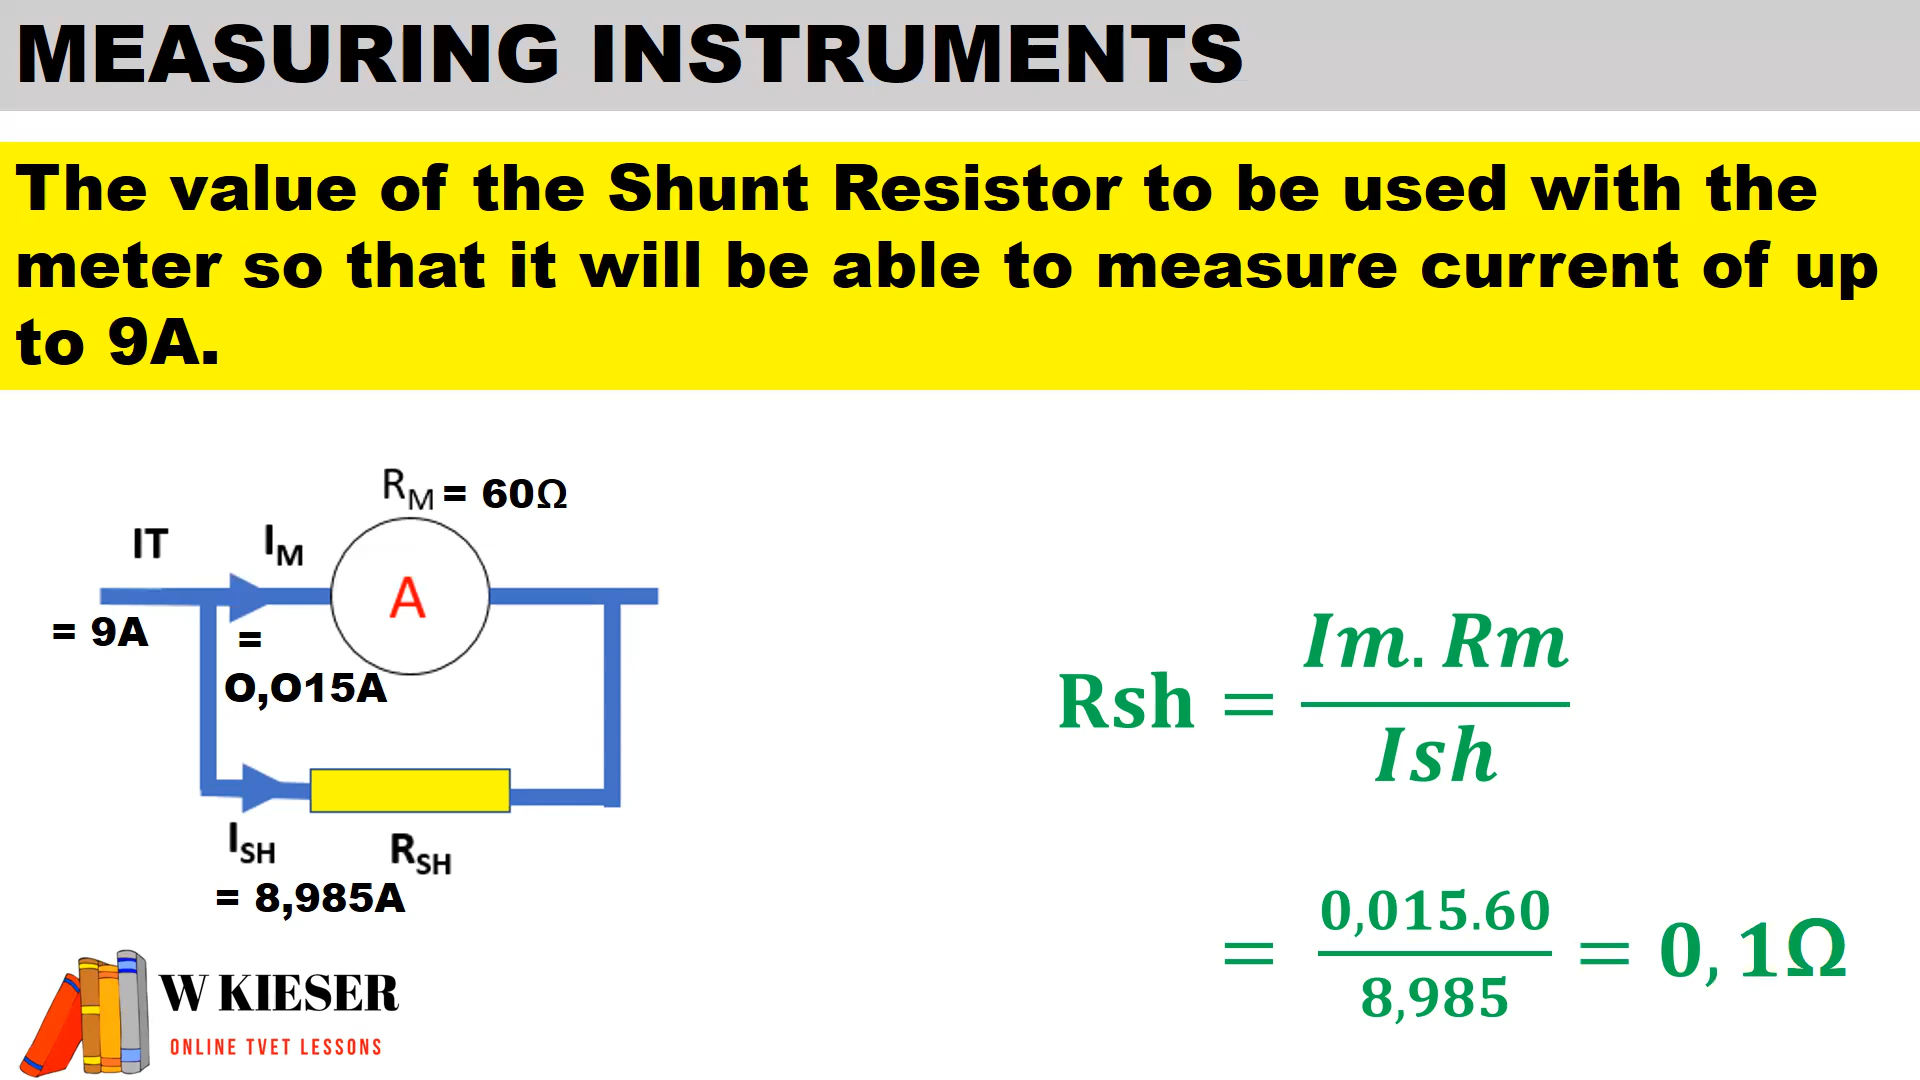 MEASURING INSTRUMENTS
The value of the Shunt Resistor to be used with the
meter so that it will be able to measure current of up
to 9A.
R_M = 60Ω
IT
I_M
A
= 9A
=
O,O15A
I_SH
R_SH
= 8,985A
Rsh = Im. Rm / Ish
= 0,015.60 / 8,985 = 0, 1Ω
W KIESER
ONLINE TVET LESSONS